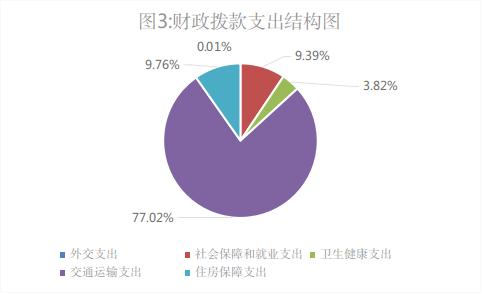 图3:财政拨款支出结构图
0.01%
9.39%
9.76%
3.82%
77.02%
外交支出 社会保障和就业支出 卫生健康支出
交通运输支出 住房保障支出